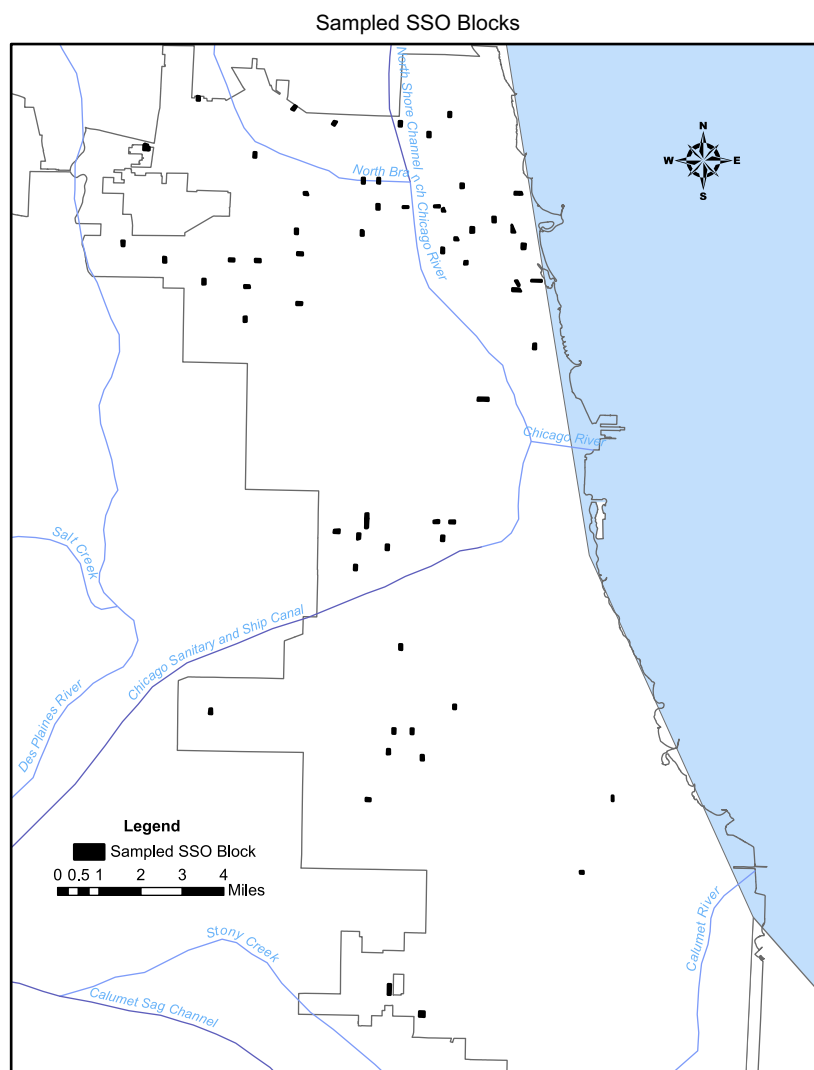 Sampled SSO Blocks
North Shore Channel
N
W E
S
North Bra n ch Chicago River
Chicago River
Salt Creek
Chicago Sanitary and Ship Canal
Des Plaines River
Legend
Sampled SSO Block
0 0.5 1 2 3 4
Miles
Stony Creek
Calumet River
Calumet Sag Channel